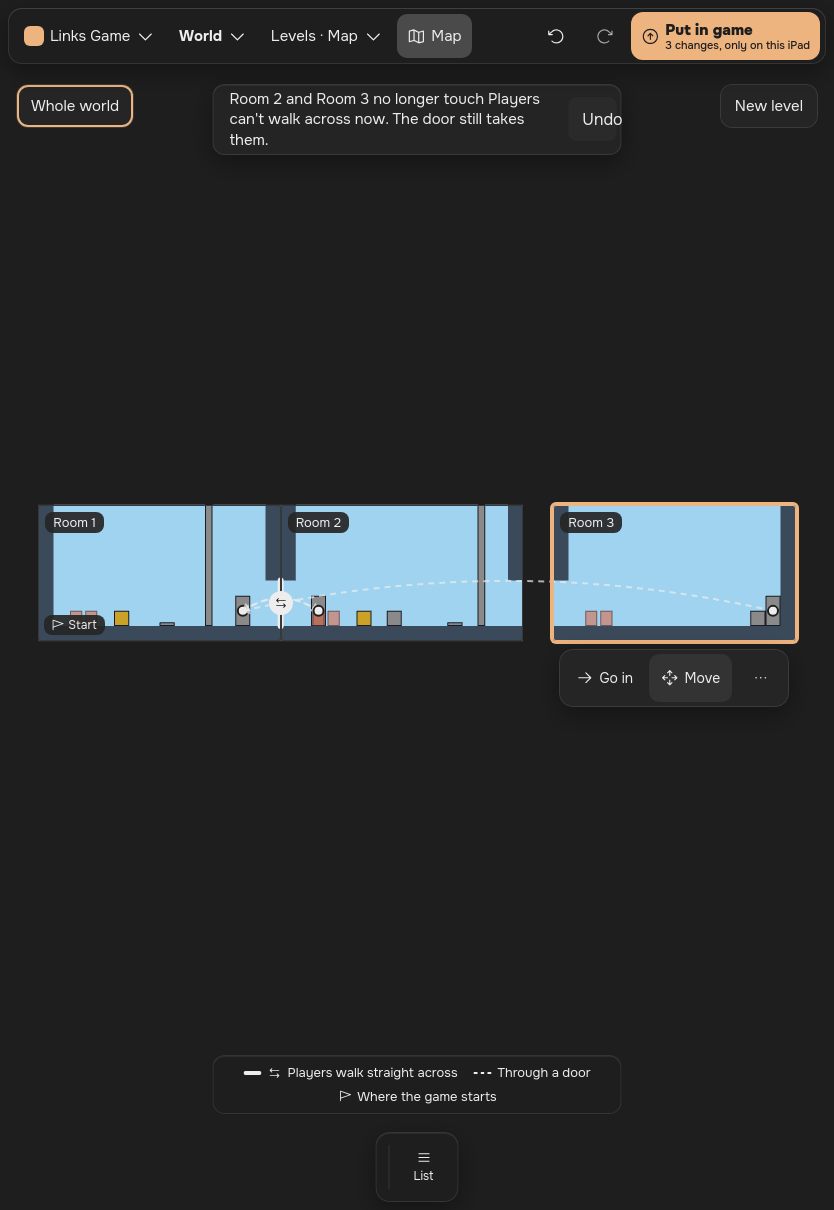 Links Game
World
Levels · Map
Map
Put in game
3 changes, only on this iPad
Whole world
Room 2 and Room 3 no longer touch Players
can't walk across now. The door still takes
them.
Undo
New level
Room 1
Room 2
Room 3
Start
Go in
Move
...
Players walk straight across
Through a door
Where the game starts
List